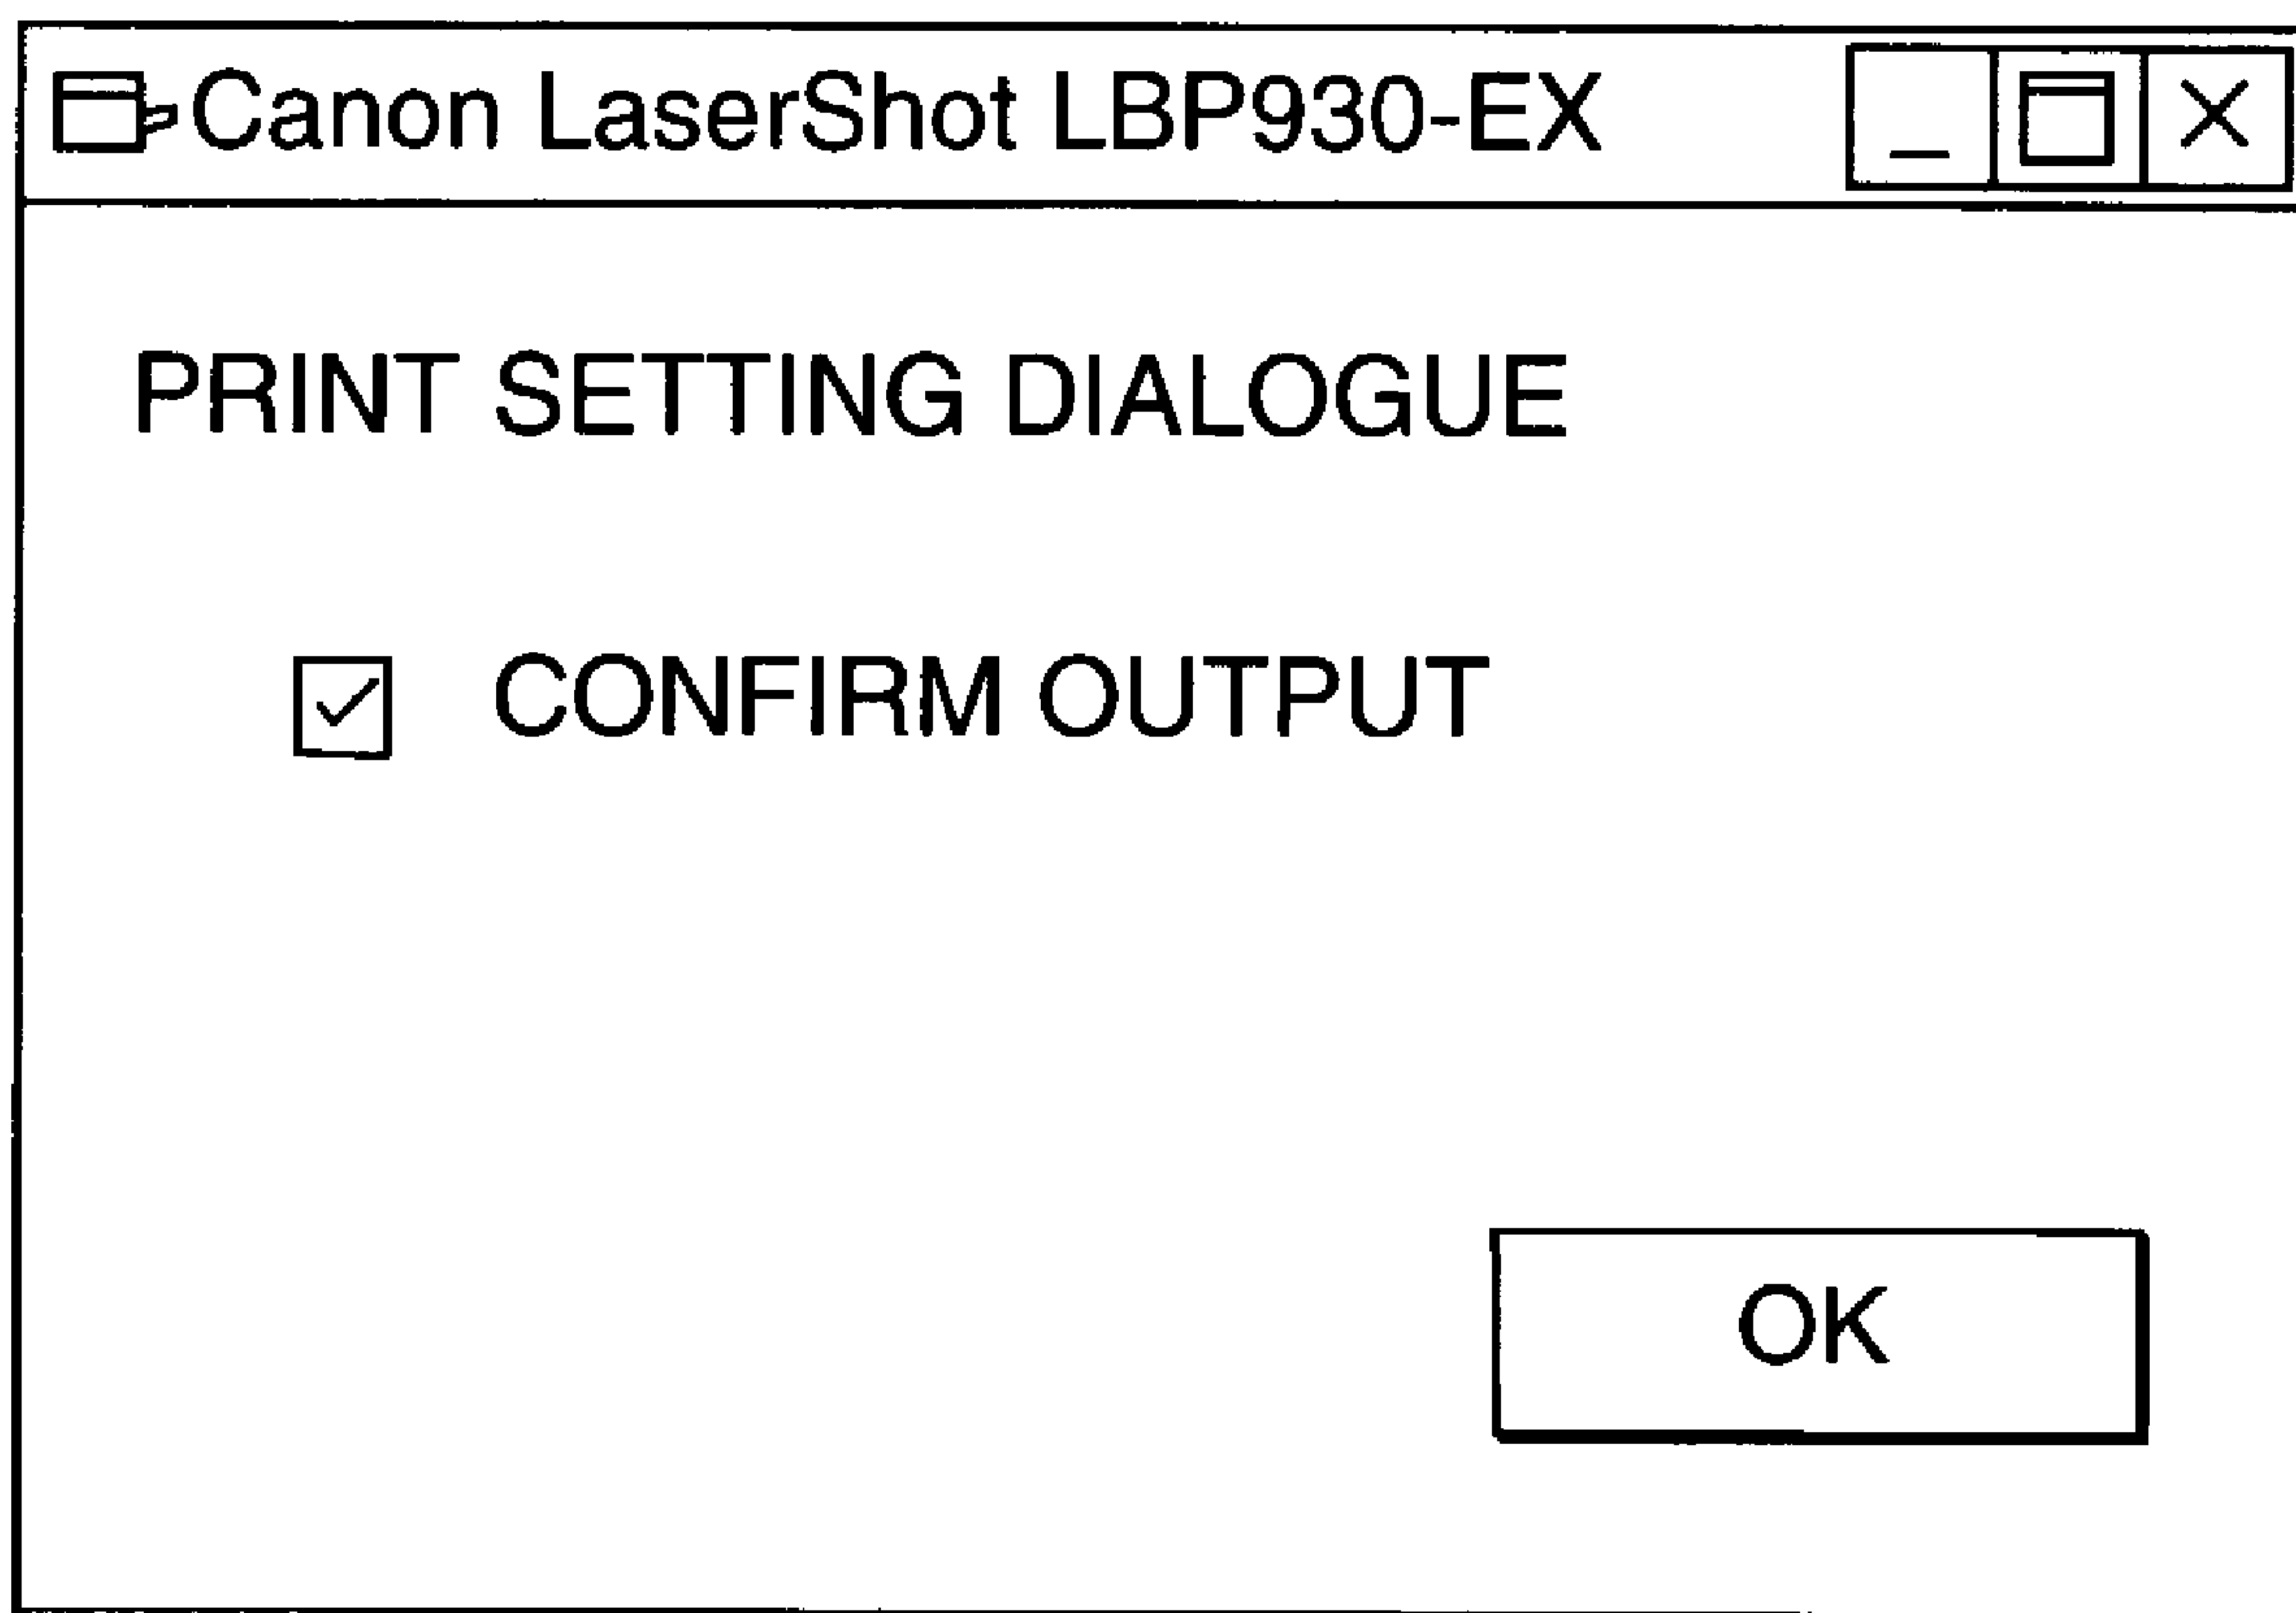 Canon LaserShot LBP930-EX
PRINT SETTING DIALOGUE
CONFIRM OUTPUT
OK